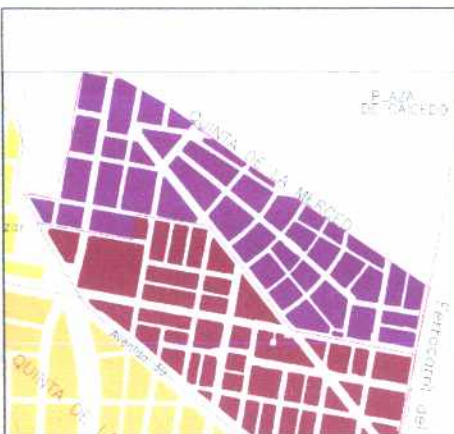 PLAZA
DE CAICEDO
QUINTA DE LA MERCED
Avenida
Ferrocarril del
QUINTA DE